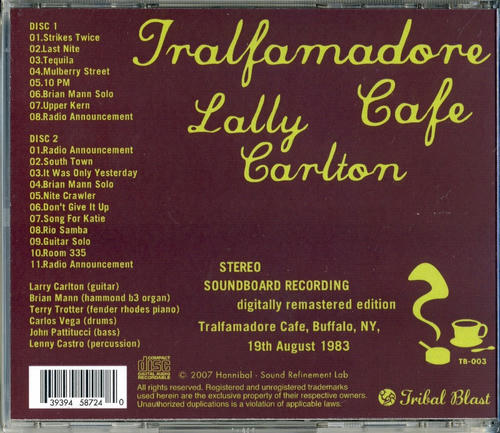 DISC 1
01.Strikes Twice
02.Last Nite
03.Tequila
04.Mulberry Street
05.10 PM
06.Brian Mann Solo
07.Upper Kern
08.Radio Announcement
DISC 2
01.Radio Announcement
02.South Town
03.It Was Only Yesterday
04.Brian Mann Solo
05.Nite Crawler
06.Don't Give It Up
07.Song For Katie
08.Rio Samba
09.Guitar Solo
10.Room 335
11.Radio Announcement
Larry Carlton (guitar)
Brian Mann (hammond b3 organ)
Terry Trotter (fender rhodes piano)
Carlos Vega (drums)
John Patitucci (bass)
Lenny Castro (percussion)
Tralfamadore
Cafe
Lally
Carlton
STEREO
SOUNDBOARD RECORDING
digitally remastered edition
Tralfamadore Cafe, Buffalo, NY,
19th August 1983
TB-003
39394 58724 0
COMPACT
disc
DIGITAL AUDIO
RECORDABLE
© 2007 Hannibal - Sound Refinement Lab
All rights reserved. Registered and unregistered trademarks
used herein are the exclusive property of their respective owners.
Unauthorized duplications is a violation of applicable laws.
Tribal Blast